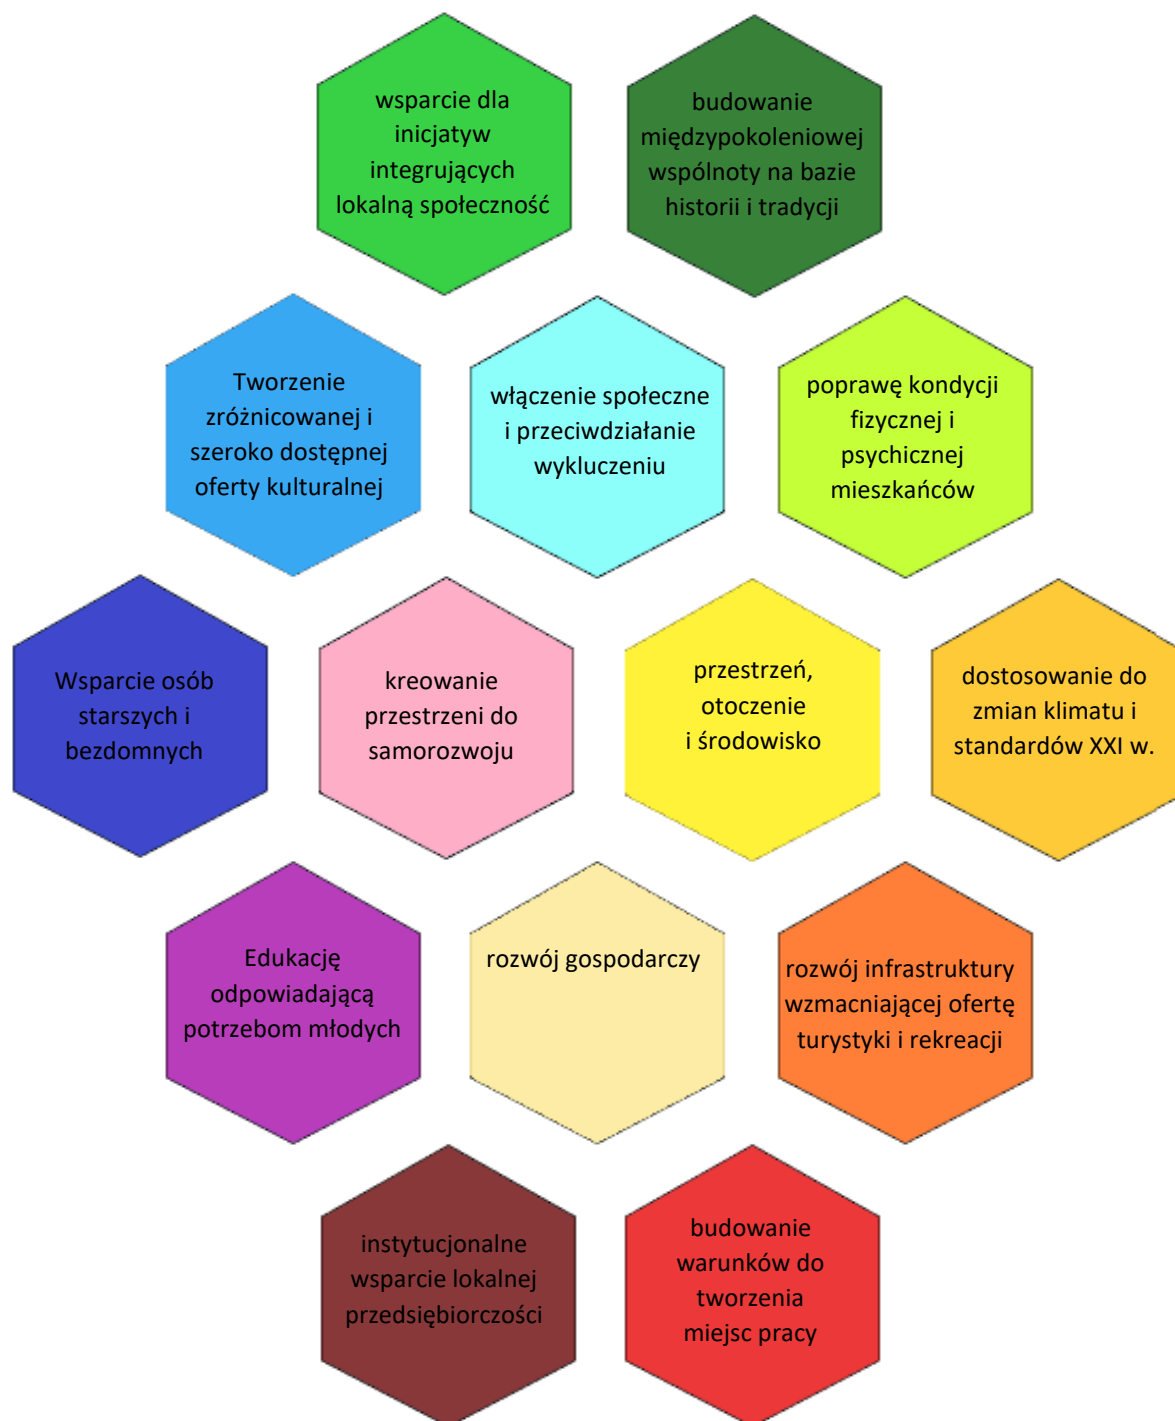 wsparcie dla
inicjatyw
integrujących
lokalną społeczność
budowanie
międzypokoleniowej
wspólnoty na bazie
historii i tradycji
Tworzenie
zróżnicowanej i
szeroko dostępnej
oferty kulturalnej
włączenie społeczne
i przeciwdziałanie
wykluczeniu
poprawę kondycji
fizycznej i
psychicznej
mieszkańców
Wsparcie osób
starszych i
bezdomnych
kreowanie
przestrzeni do
samorozwoju
przestrzeń,
otoczenie
i środowisko
dostosowanie do
zmian klimatu i
standardów XXI w.
Edukację
odpowiadającą
potrzebom młodych
rozwój gospodarczy
rozwój infrastruktury
wzmacniającej ofertę
turystyki i rekreacji
instytucjonalne
wsparcie lokalnej
przedsiębiorczości
budowanie
warunków do
tworzenia
miejsc pracy